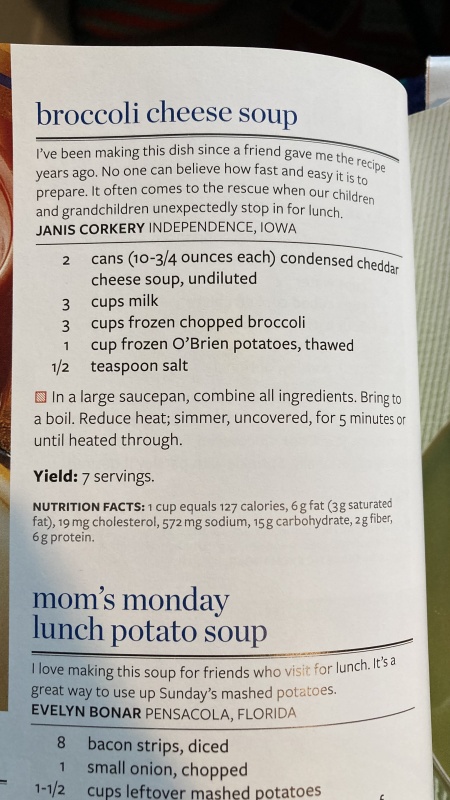 broccoli cheese soup
I've been making this dish since a friend gave me the recipe
years ago. No one can believe how fast and easy it is to
prepare. It often comes to the rescue when our children
and grandchildren unexpectedly stop in for lunch.
JANIS CORKERY INDEPENDENCE, IOWA
2 cans (10-3/4 ounces each) condensed cheddar
cheese soup, undiluted
3 cups milk
3 cups frozen chopped broccoli
1 cup frozen O'Brien potatoes, thawed
1/2 teaspoon salt
In a large saucepan, combine all ingredients. Bring to
a boil. Reduce heat; simmer, uncovered, for 5 minutes or
until heated through.
Yield: 7 servings.
NUTRITION FACTS: 1 cup equals 127 calories, 6 g fat (3 g saturated
fat), 19 mg cholesterol, 572 mg sodium, 15 g carbohydrate, 2 g fiber,
6 g protein.
mom's monday
lunch potato soup
I love making this soup for friends who visit for lunch. It's a
great way to use up Sunday's mashed potatoes.
EVELYN BONAR PENSACOLA, FLORIDA
8 bacon strips, diced
1 small onion, chopped
1-1/2 cups leftover mashed potatoes